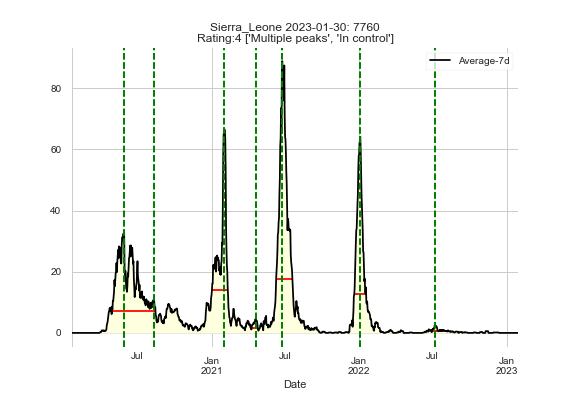 Sierra_Leone 2023-01-30: 7760
Rating:4 ['Multiple peaks', 'In control']
Average-7d
80
60
40
20
0
Jul
Jan
2021
Jul
Jan
2022
Jul
Jan
2023
Date